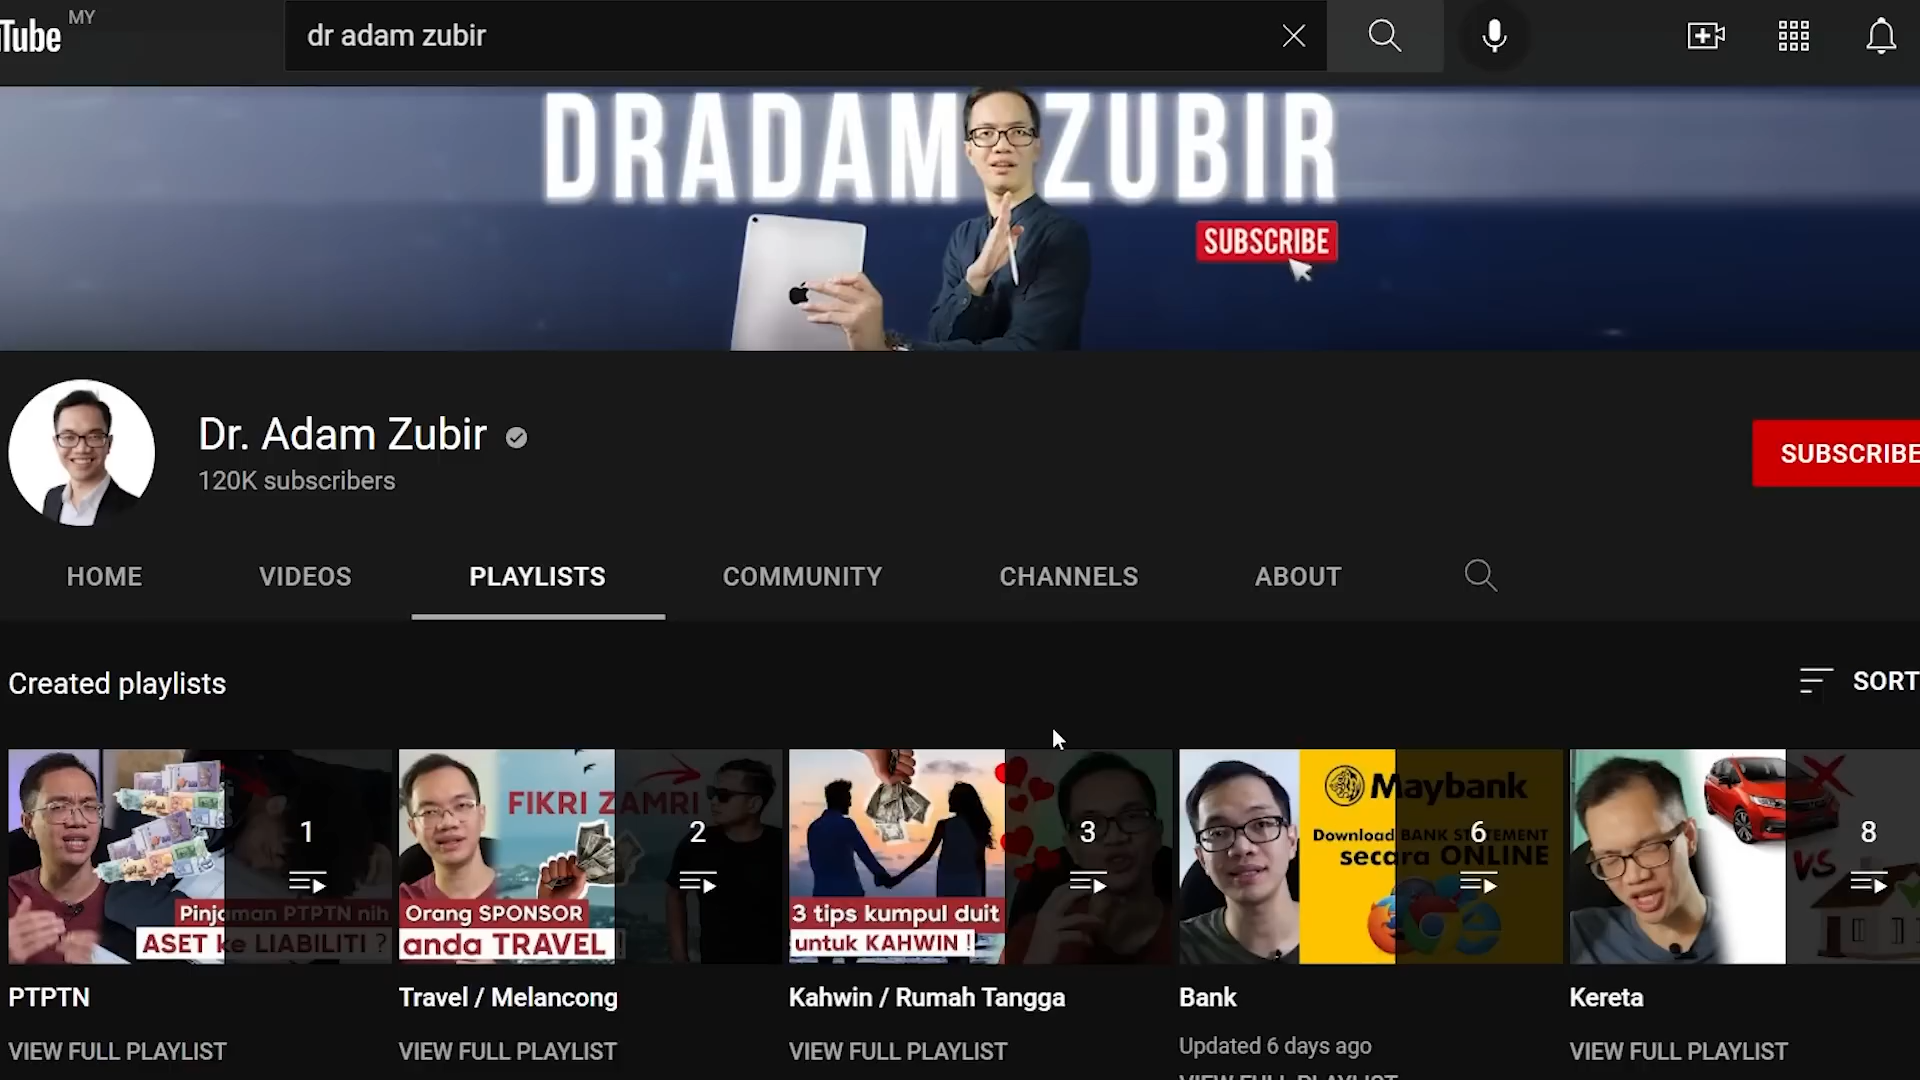 Tube MY
dr adam zubir
DRADAM ZUBIR
SUBSCRIBE
Dr. Adam Zubir
120K subscribers
SUBSCRIBE
HOME VIDEOS PLAYLISTS COMMUNITY CHANNELS ABOUT
Created playlists
SORT
Pinjaman PTPTN nih
ASET ke LIABILITI ?
1
FIKRI ZAMRI
2
Orang SPONSOR
anda TRAVEL !
3
3 tips kumpul duit
untuk KAHWIN !
Maybank
Download BANK STATEMENT
secara ONLINE
6
VS
8
PTPTN
Travel / Melancong
Kahwin / Rumah Tangga
Bank
Kereta
VIEW FULL PLAYLIST
VIEW FULL PLAYLIST
VIEW FULL PLAYLIST
Updated 6 days ago
VIEW FULL PLAYLIST
VIEW FULL PLAYLIST